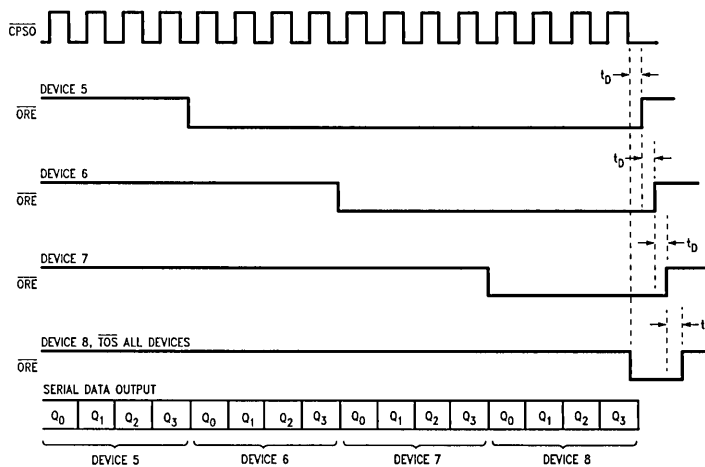 CPSO
DEVICE 5
ORE
t_D
DEVICE 6
ORE
t_D
DEVICE 7
ORE
t_D
DEVICE 8, TOS ALL DEVICES
ORE
t
SERIAL DATA OUTPUT
Q0 Q1 Q2 Q3 Q0 Q1 Q2 Q3 Q0 Q1 Q2 Q3 Q0 Q1 Q2 Q3
DEVICE 5 DEVICE 6 DEVICE 7 DEVICE 8